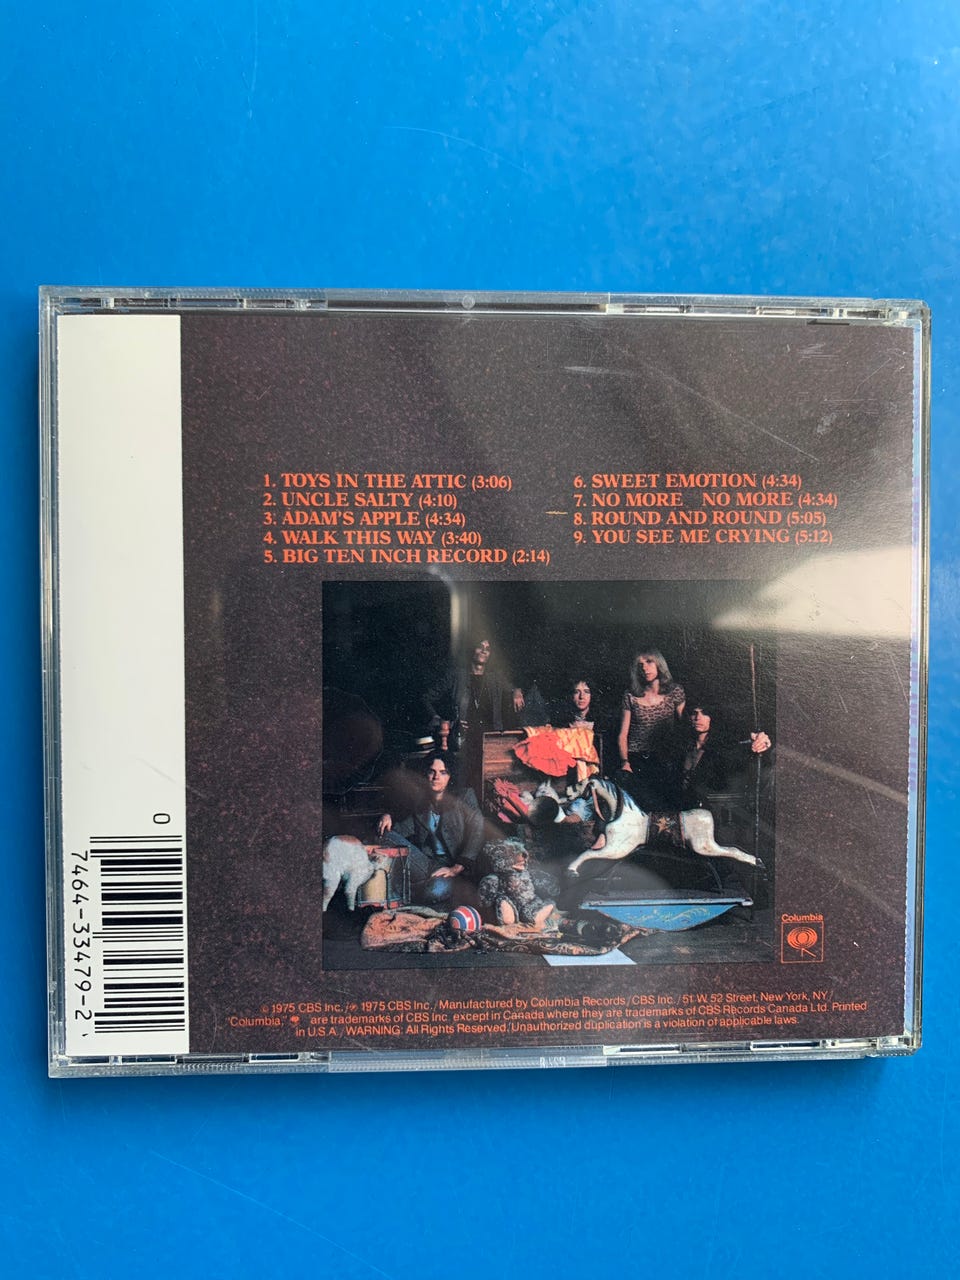 1. TOYS IN THE ATTIC (3:06)
2. UNCLE SALTY (4:10)
3. ADAM'S APPLE (4:34)
4. WALK THIS WAY (3:40)
5. BIG TEN INCH RECORD (2:14)
6. SWEET EMOTION (4:34)
7. NO MORE NO MORE (4:34)
8. ROUND AND ROUND (5:05)
9. YOU SEE ME CRYING (5:12)
0
7464-33479-2
Columbia
© 1975 CBS Inc./℗ 1975 CBS Inc./Manufactured by Columbia Records/CBS Inc./51 W. 52 Street, New York, NY/
"Columbia," are trademarks of CBS Inc. except in Canada where they are trademarks of CBS Records Canada Ltd. Printed
in U.S.A./WARNING: All Rights Reserved/Unauthorized duplication is a violation of applicable laws.